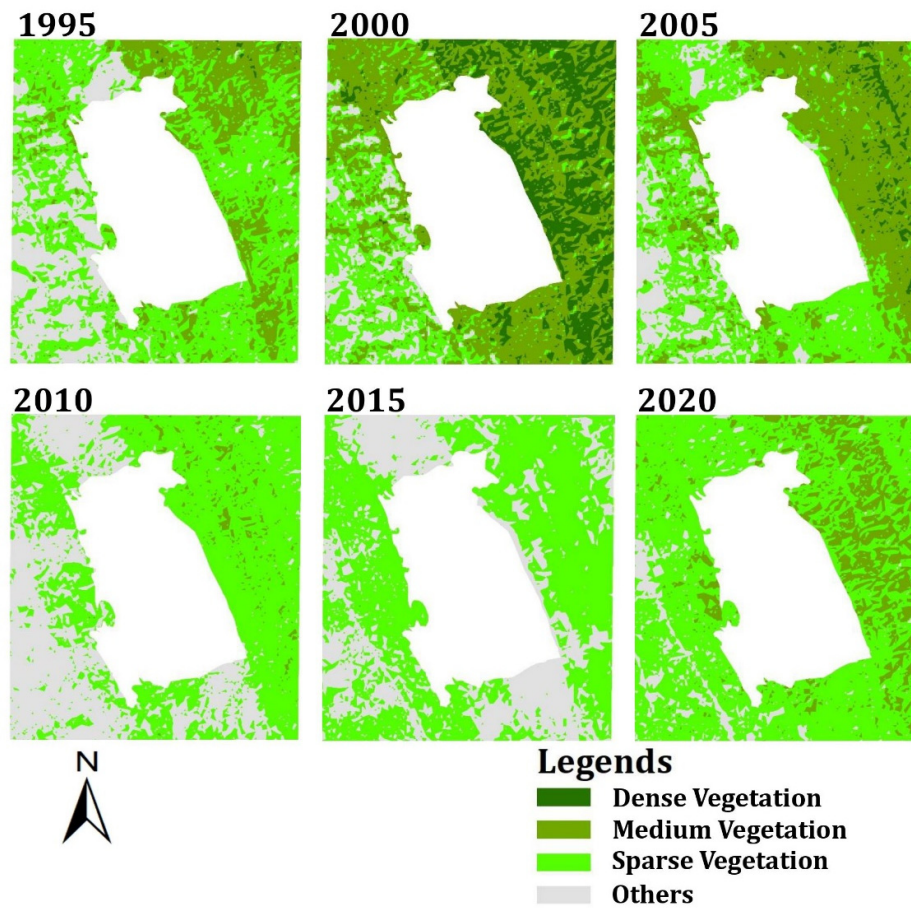 1995 2000 2005
2010 2015 2020
N
Legends
Dense Vegetation
Medium Vegetation
Sparse Vegetation
Others